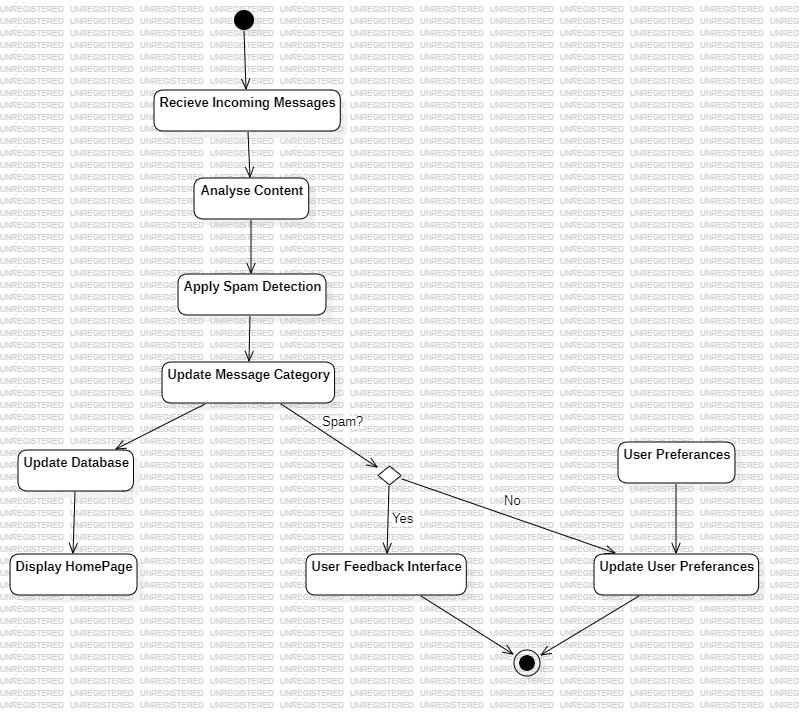 UNREGISTERED
Recieve Incoming Messages
Analyse Content
Apply Spam Detection
Update Message Category
Spam?
Update Database
User Preferances
No
Yes
Display HomePage
User Feedback Interface
Update User Preferances